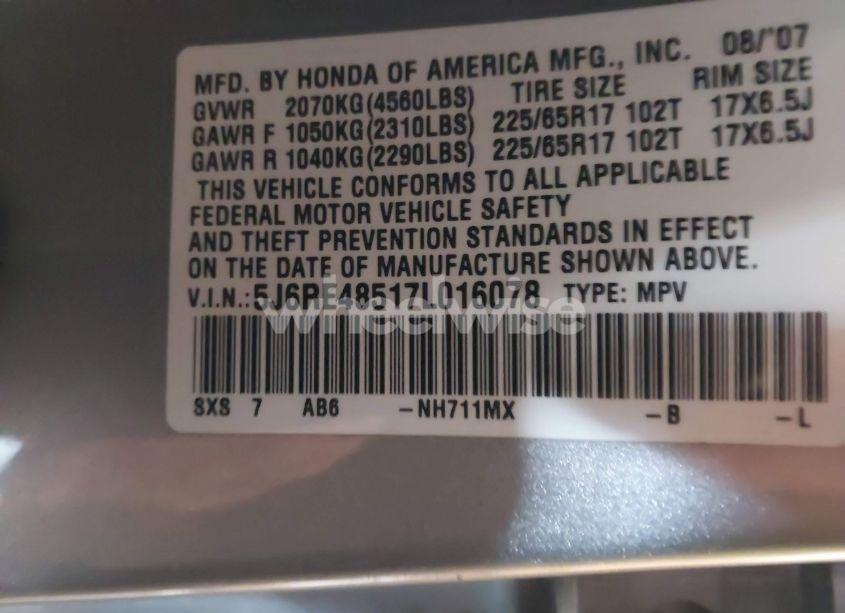 MFD. BY HONDA OF AMERICA MFG., INC. 08/'07
GVWR 2070KG(4560LBS) TIRE SIZE RIM SIZE
GAWR F 1050KG(2310LBS) 225/65R17 102T 17X6.5J
GAWR R 1040KG(2290LBS) 225/65R17 102T 17X6.5J
THIS VEHICLE CONFORMS TO ALL APPLICABLE
FEDERAL MOTOR VEHICLE SAFETY
AND THEFT PREVENTION STANDARDS IN EFFECT
ON THE DATE OF MANUFACTURE SHOWN ABOVE.
V.I.N.: 5J6RE48517L016078 TYPE: MPV
wheelwise
SXS 7 AB6 -NH711MX -B -L